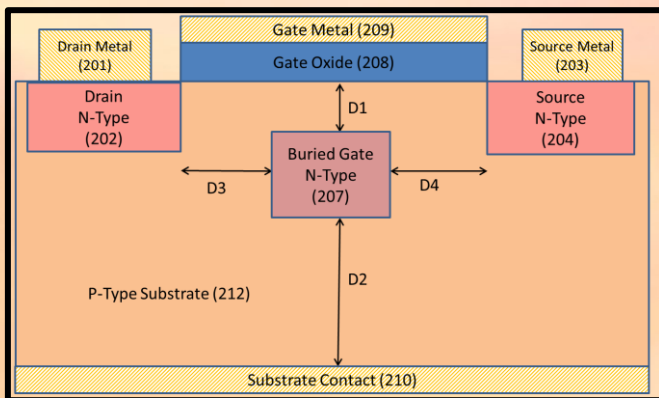 Gate Metal (209)
Drain Metal
(201)
Gate Oxide (208)
Source Metal
(203)
Drain
N-Type
(202)
D1
Source
N-Type
(204)
Buried Gate
N-Type
(207)
D3
D4
D2
P-Type Substrate (212)
Substrate Contact (210)